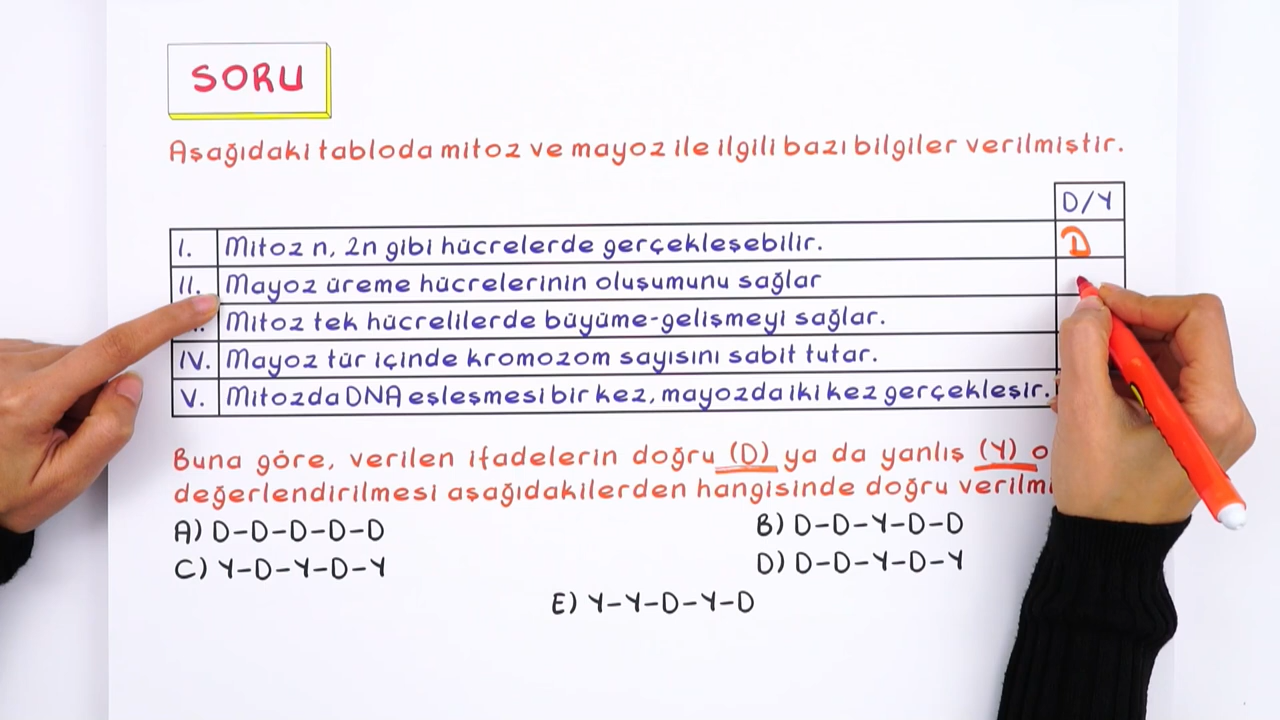 SORU
Aşağıdaki tabloda mitoz ve mayoz ile ilgili bazı bilgiler verilmiştir.
D/Y
I. Mitoz n, 2n gibi hücrelerde gerçekleşebilir. D
II. Mayoz üreme hücrelerinin oluşumunu sağlar
Mitoz tek hücrelilerde büyüme-gelişmeyi sağlar.
IV. Mayoz tür içinde kromozom sayısını sabit tutar.
V. Mitozda DNA eşleşmesi bir kez, mayozda iki kez gerçekleşir.
Buna göre, verilen ifadelerin doğru (D) ya da yanlış (Y)
değerlendirilmesi aşağıdakilerden hangisinde doğru
A) D-D-D-D-D
B) D-D-Y-D-D
C) Y-D-Y-D-Y
D) D-D-Y-D-Y
E) Y-Y-D-Y-D